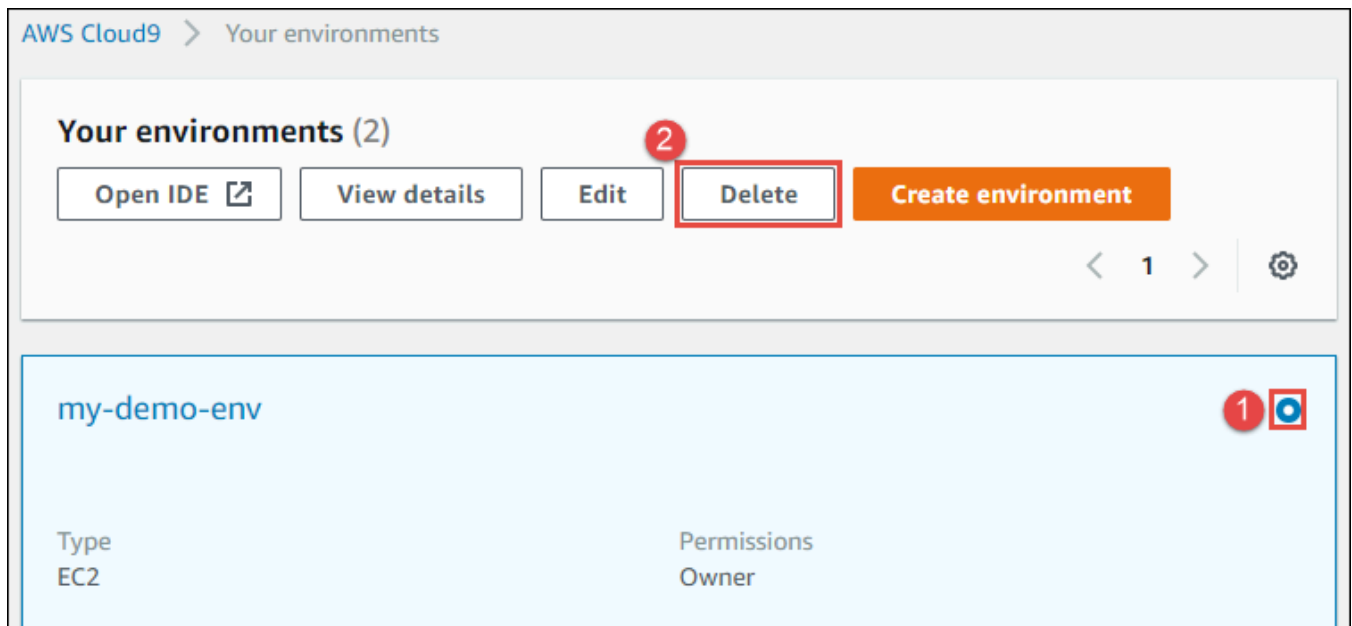 AWS Cloud9 > Your environments
Your environments (2)
2
Open IDE View details Edit Delete Create environment
< 1 >
my-demo-env
1
Type Permissions
EC2 Owner